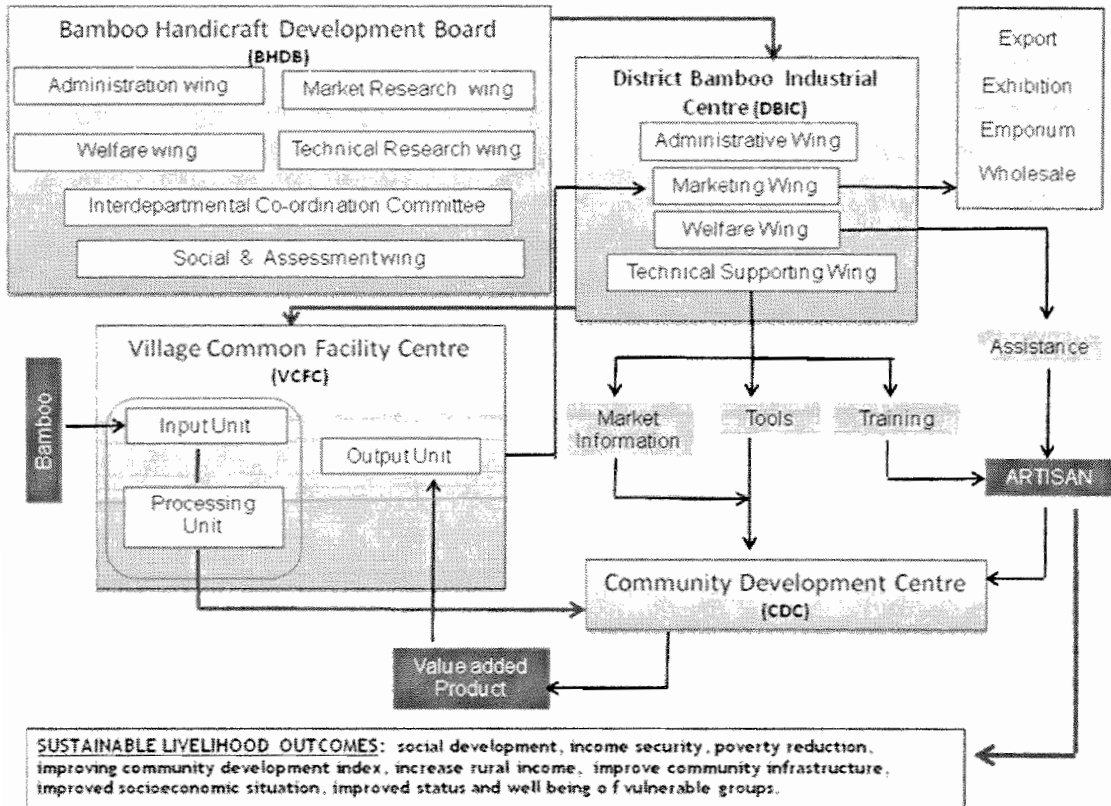 Bamboo Handicraft Development Board
(BHDB)
Administration wing
Market Research wing
Welfare wing
Technical Research wing
Interdepartmental Co-ordination Committee
Social & Assessment wing
District Bamboo Industrial
Centre (DBIC)
Administrative Wing
Marketing Wing
Welfare Wing
Technical Supporting Wing
Export
Exhibition
Emporium
Wholesale
Village Common Facility Centre
(VCFC)
Bamboo
Input Unit
Processing
Unit
Output Unit
Market
Information
Tools
Training
Assistance
ARTISAN
Community Development Centre
(CDC)
Value added
Product
SUSTAINABLE LIVELIHOOD OUTCOMES: social development, income security, poverty reduction,
improving community development index, increase rural income, improve community infrastructure,
improved socioeconomic situation, improved status and well being of vulnerable groups.